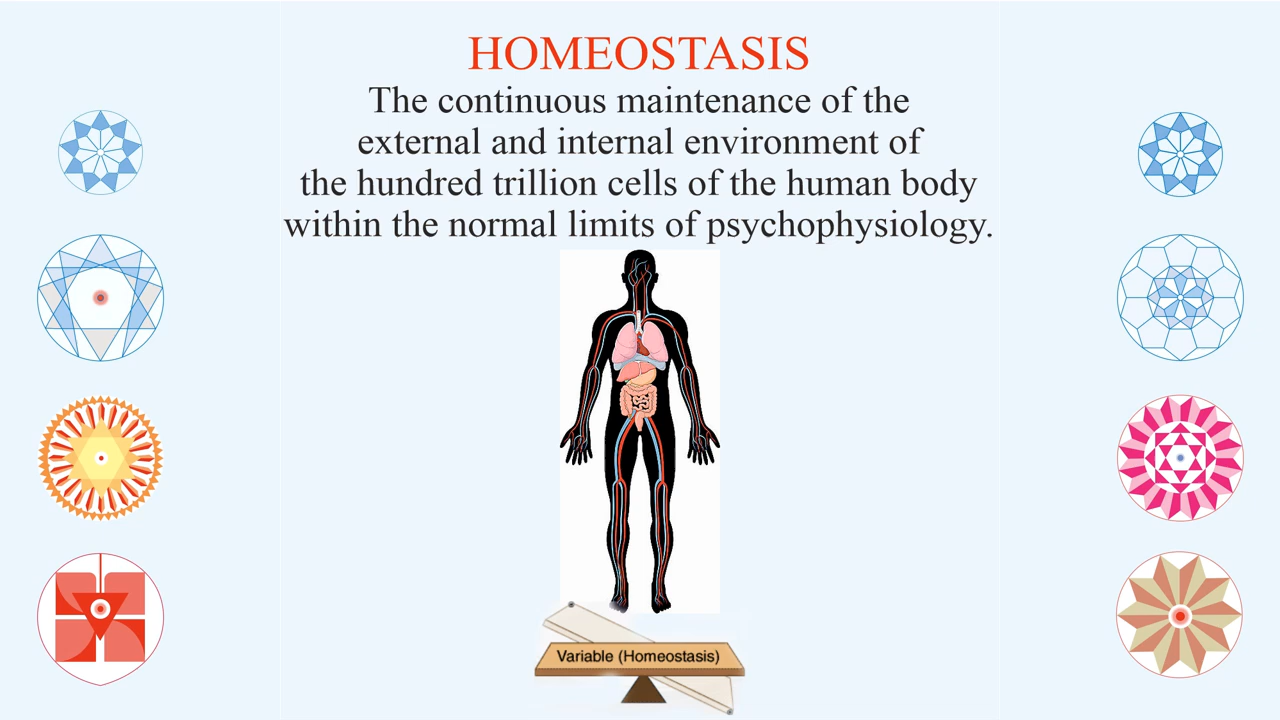 HOMEOSTASIS
The continuous maintenance of the
external and internal environment of
the hundred trillion cells of the human body
within the normal limits of psychophysiology.
Variable (Homeostasis)